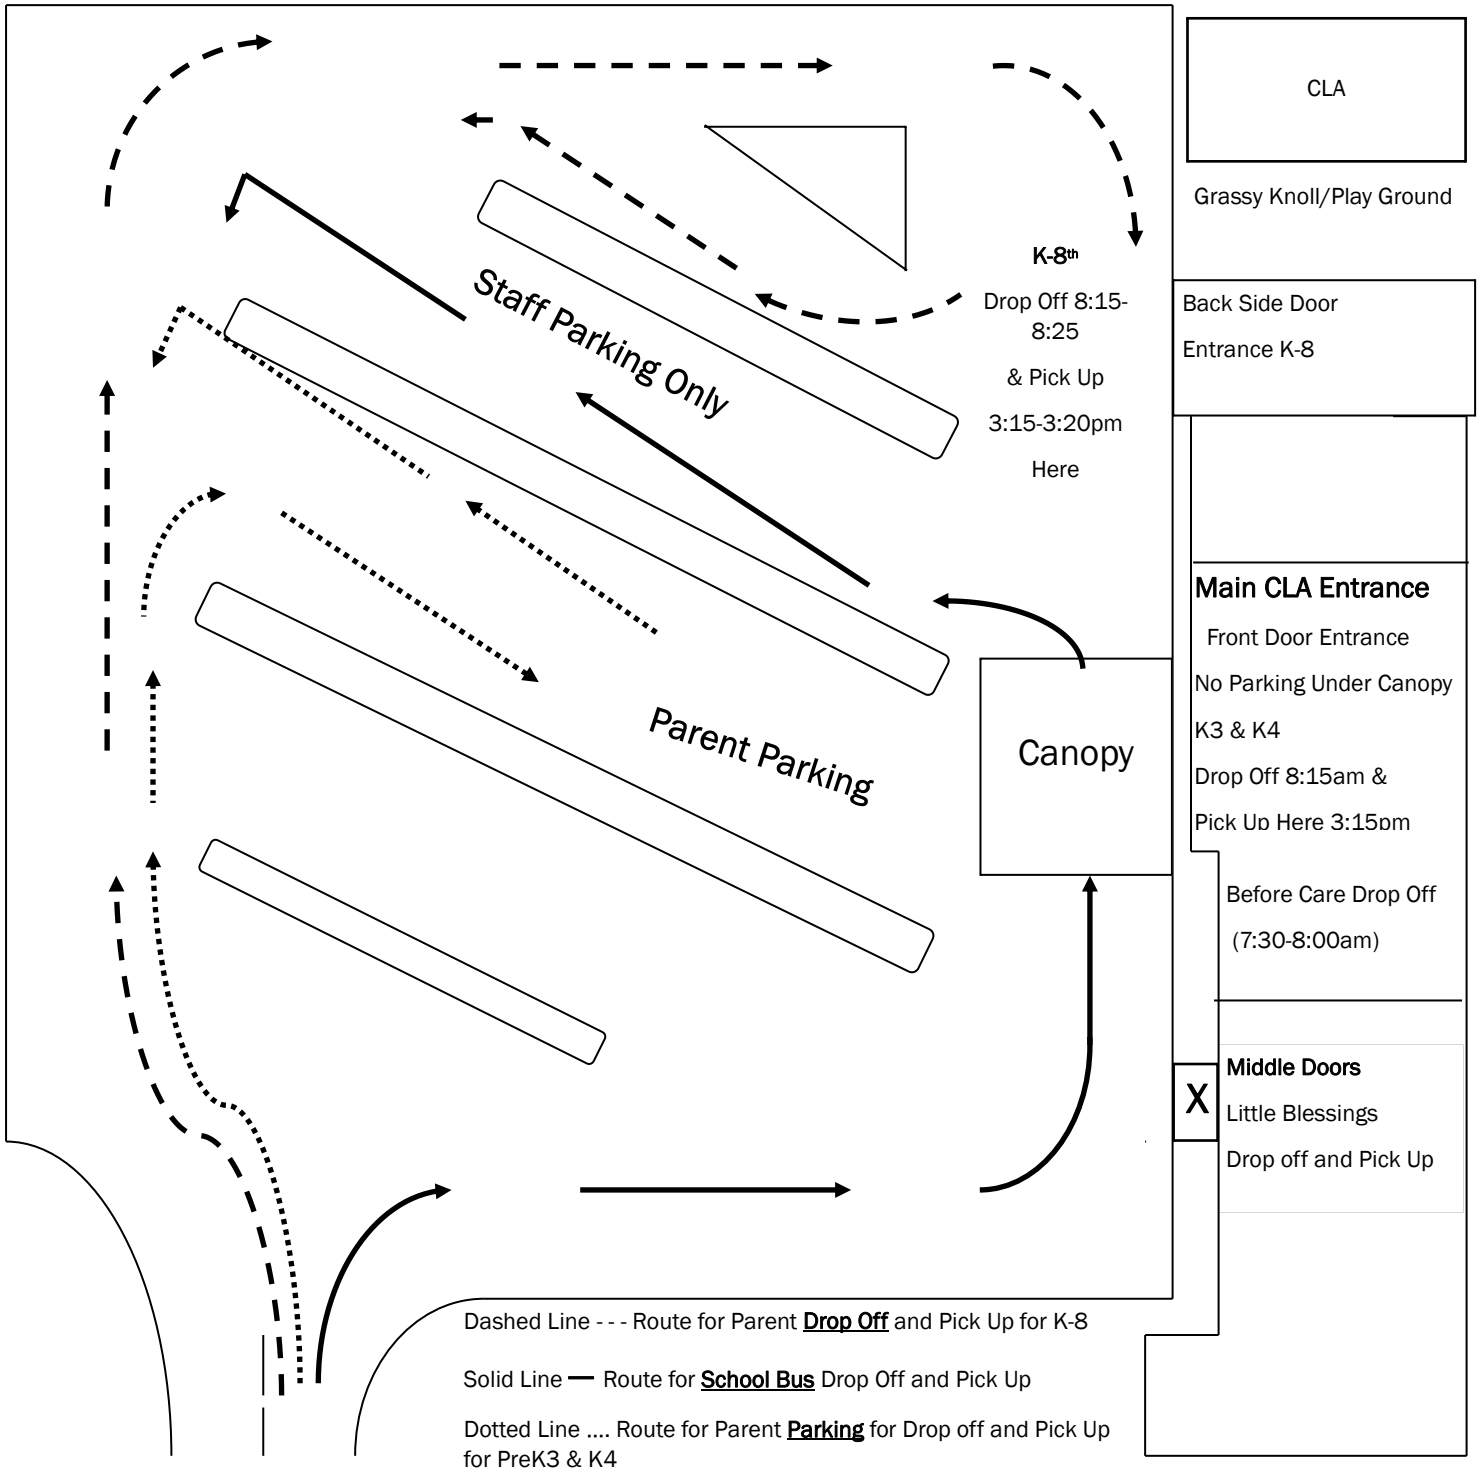 CLA
Grassy Knoll/Play Ground
K-8th
Drop Off 8:15-
8:25
& Pick Up
3:15-3:20pm
Here
Back Side Door
Entrance K-8
Staff Parking Only
Main CLA Entrance
Front Door Entrance
No Parking Under Canopy
K3 & K4
Drop Off 8:15am &
Pick Up Here 3:15pm
Parent Parking
Canopy
Before Care Drop Off
(7:30-8:00am)
X
Middle Doors
Little Blessings
Drop off and Pick Up
Dashed Line - - - Route for Parent Drop Off and Pick Up for K-8
Solid Line — Route for School Bus Drop Off and Pick Up
Dotted Line .... Route for Parent Parking for Drop off and Pick Up
for PreK3 & K4